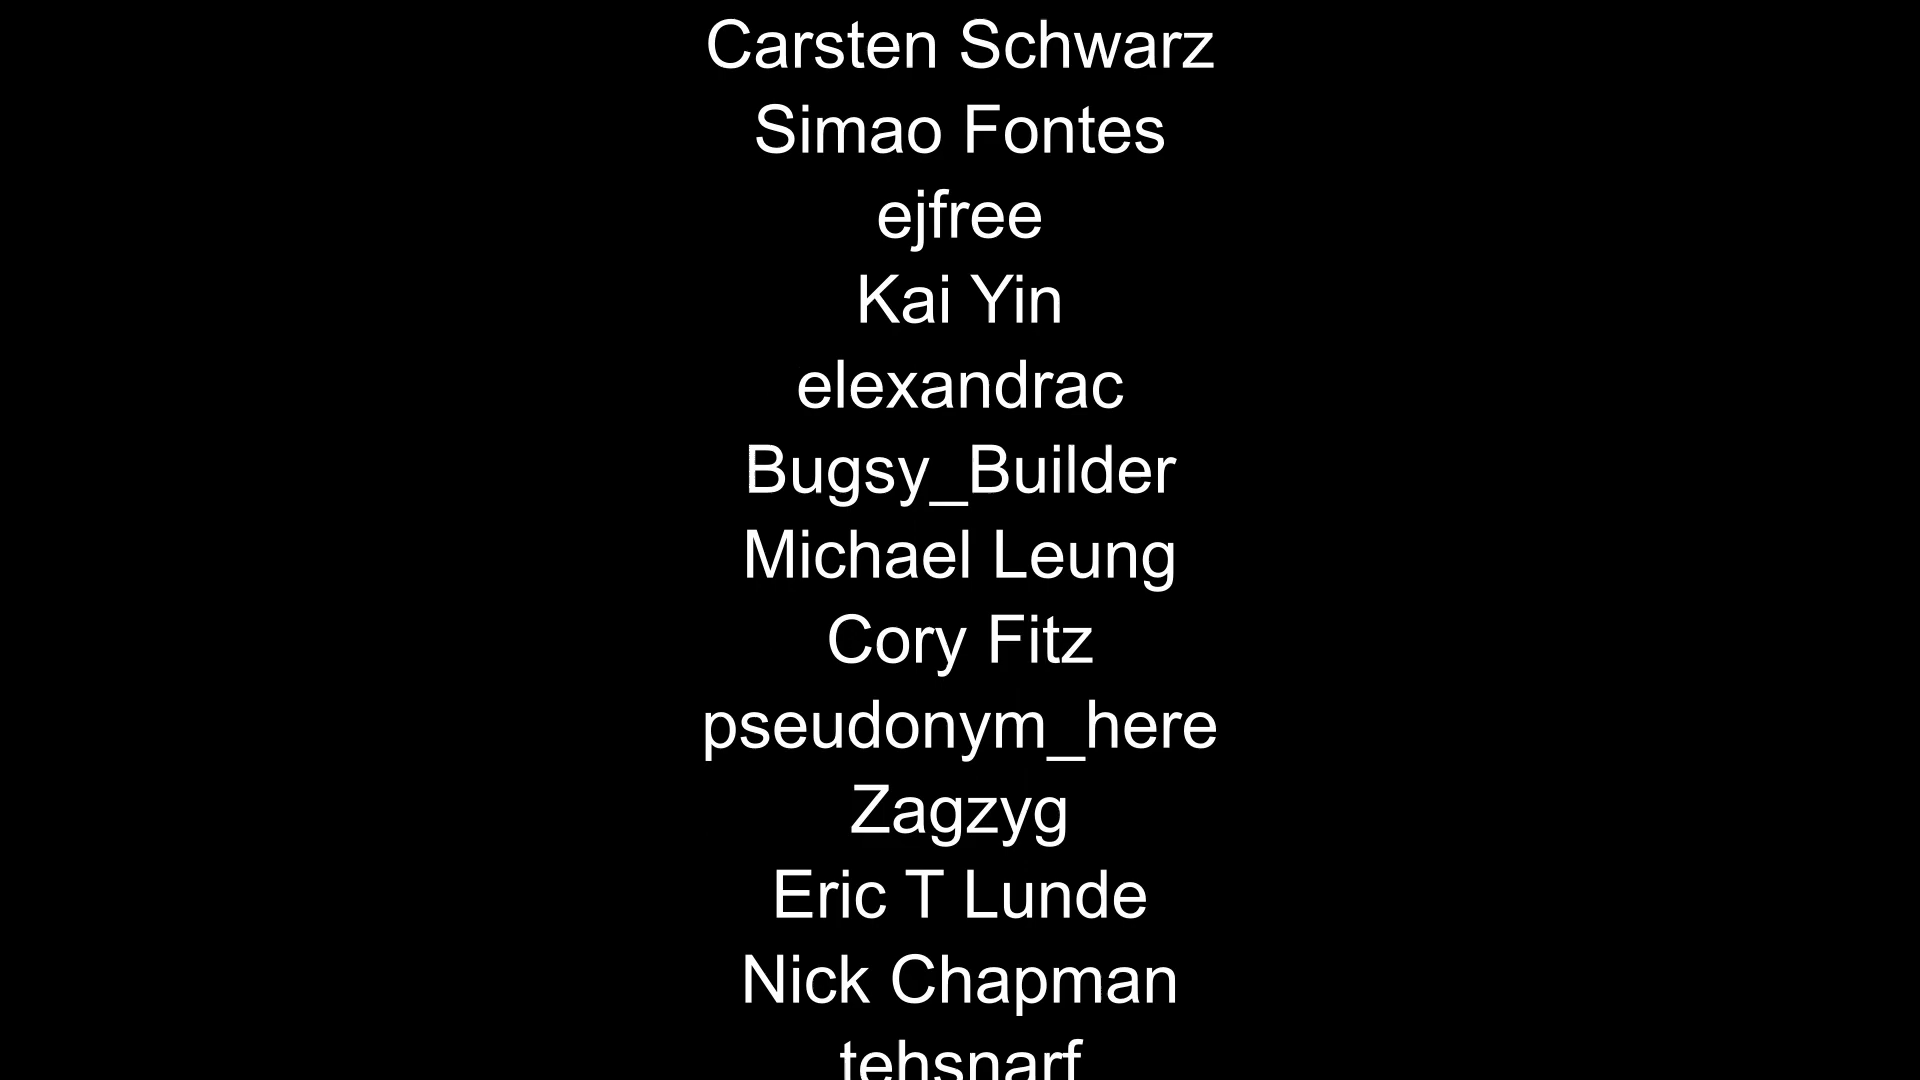 Carsten Schwarz
Simao Fontes
ejfree
Kai Yin
elexandrac
Bugsy_Builder
Michael Leung
Cory Fitz
pseudonym_here
Zagzyg
Eric T Lunde
Nick Chapman
tehsnarf